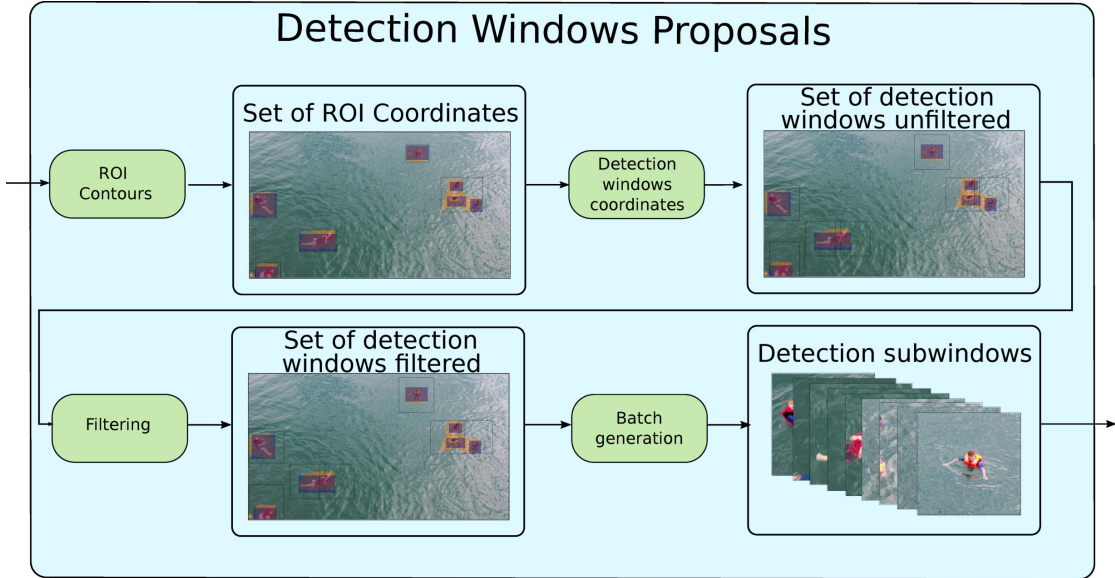 Detection Windows Proposals
ROI
Contours
Set of ROI Coordinates
Detection
windows
coordinates
Set of detection
windows unfiltered
Filtering
Set of detection
windows filtered
Batch
generation
Detection subwindows